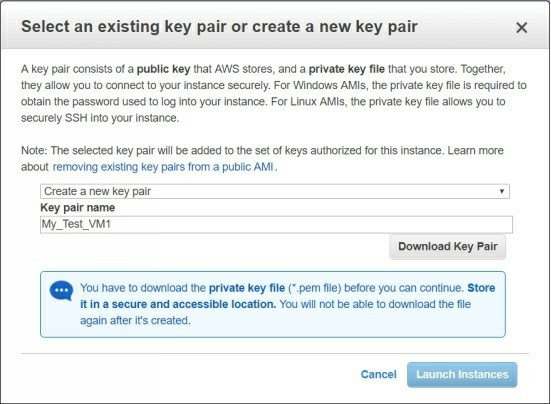 Select an existing key pair or create a new key pair
A key pair consists of a public key that AWS stores, and a private key file that you store. Together,
they allow you to connect to your instance securely. For Windows AMIs, the private key file is required to
obtain the password used to log into your instance. For Linux AMIs, the private key file allows you to
securely SSH into your instance.
Note: The selected key pair will be added to the set of keys authorized for this instance. Learn more
about removing existing key pairs from a public AMI.
Create a new key pair
Key pair name
My_Test_VM1
Download Key Pair
You have to download the private key file (*.pem file) before you can continue. Store
it in a secure and accessible location. You will not be able to download the file
again after it's created.
Cancel Launch Instances